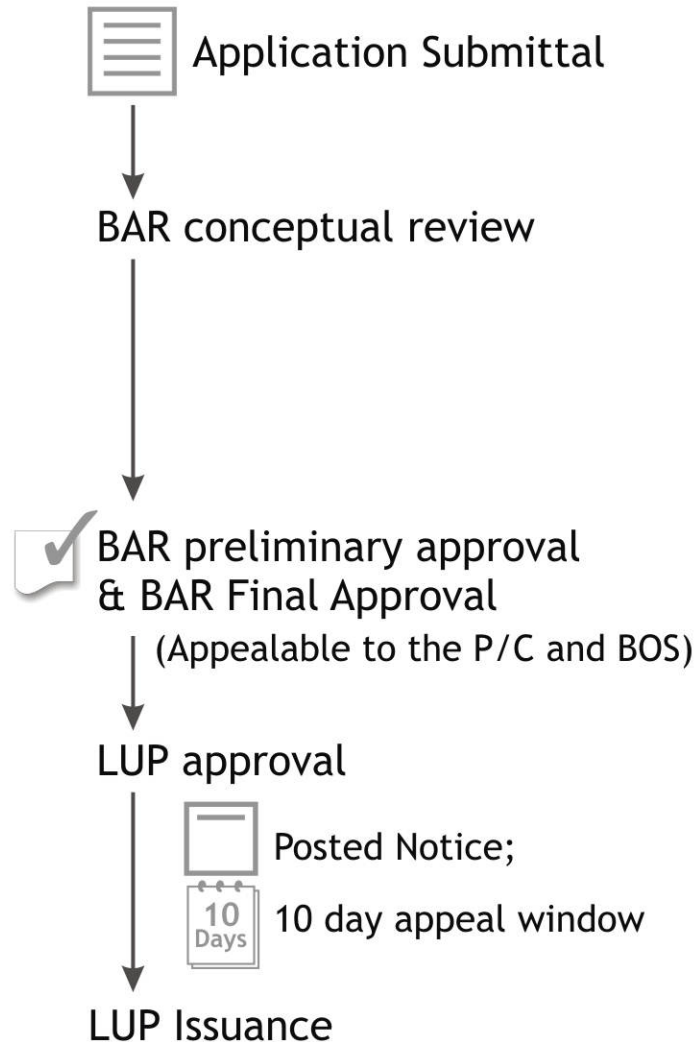 Application Submittal
BAR conceptual review
BAR preliminary approval
& BAR Final Approval
(Appealable to the P/C and BOS)
LUP approval
Posted Notice;
10
Days
10 day appeal window
LUP Issuance